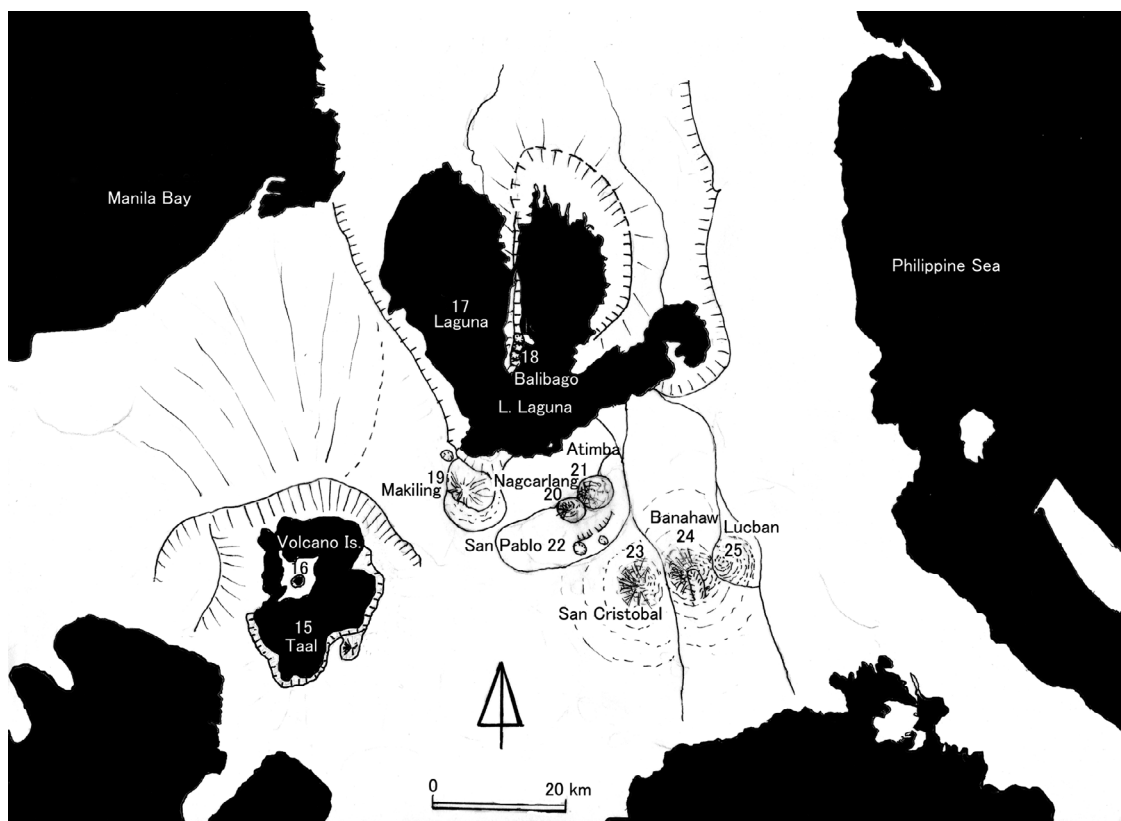 Manila Bay
Philippine Sea
17
Laguna
18
Balibago
L. Laguna
Atimba
19
Makiling
Nagcarlang
21
20
San Pablo 22
Banahaw
24
Lucban
25
23
San Cristobal
Volcano Is.
16
15
Taal
0
20 km